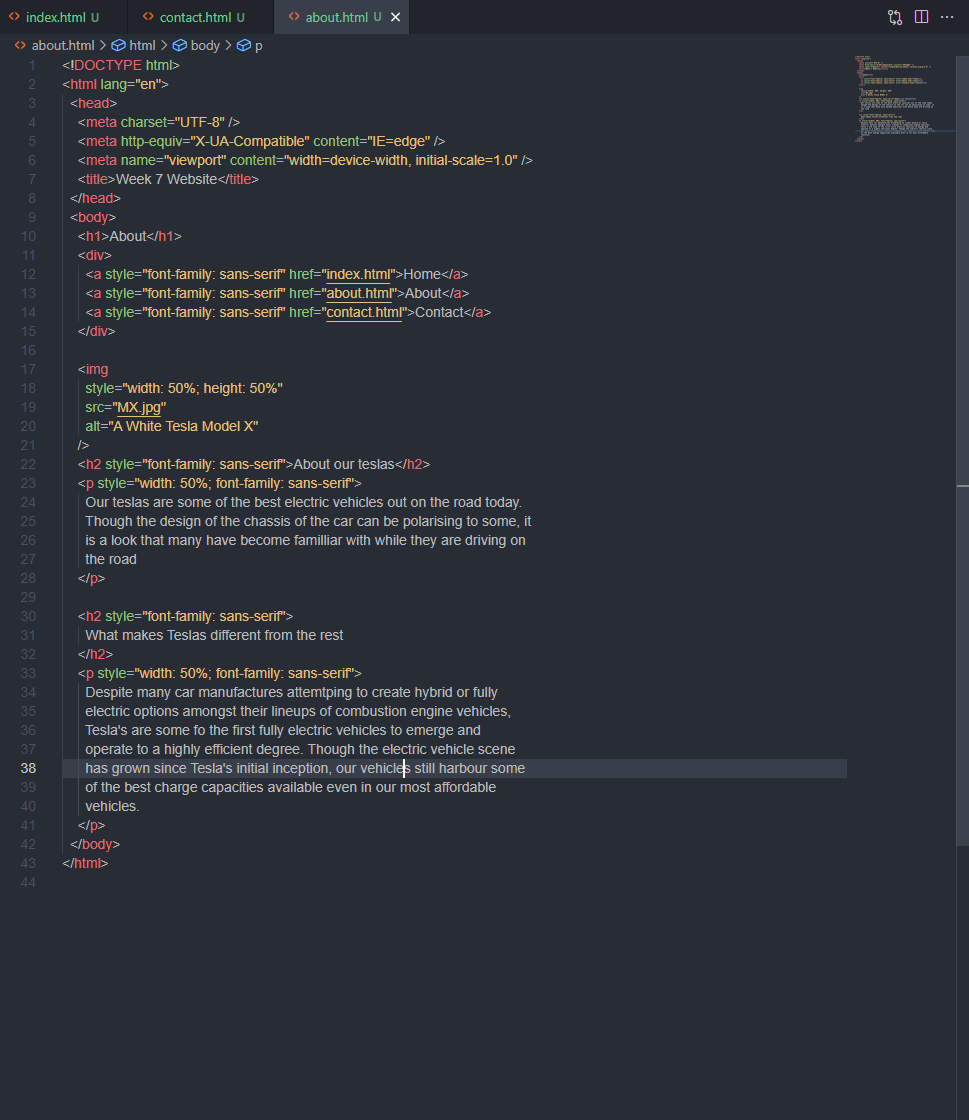 index.html U contact.html U about.html U
about.html > html > body > p
1 <!DOCTYPE html>
2 <html lang="en">
3 <head>
4 <meta charset="UTF-8" />
5 <meta http-equiv="X-UA-Compatible" content="IE=edge" />
6 <meta name="viewport" content="width=device-width, initial-scale=1.0" />
7 <title>Week 7 Website</title>
8 </head>
9 <body>
10 <h1>About</h1>
11 <div>
12 <a style="font-family: sans-serif" href="index.html">Home</a>
13 <a style="font-family: sans-serif" href="about.html">About</a>
14 <a style="font-family: sans-serif" href="contact.html">Contact</a>
15 </div>
16
17 <img
18 style="width: 50%; height: 50%"
19 src="MX.jpg"
20 alt="A White Tesla Model X"
21 />
22 <h2 style="font-family: sans-serif">About our teslas</h2>
23 <p style="width: 50%; font-family: sans-serif">
24 Our teslas are some of the best electric vehicles out on the road today.
25 Though the design of the chassis of the car can be polarising to some, it
26 is a look that many have become familliar with while they are driving on
27 the road
28 </p>
29
30 <h2 style="font-family: sans-serif">
31 What makes Teslas different from the rest
32 </h2>
33 <p style="width: 50%; font-family: sans-serif">
34 Despite many car manufactures attemtping to create hybrid or fully
35 electric options amongst their lineups of combustion engine vehicles,
36 Tesla's are some fo the first fully electric vehicles to emerge and
37 operate to a highly efficient degree. Though the electric vehicle scene
38 has grown since Tesla's initial inception, our vehicles still harbour some
39 of the best charge capacities available even in our most affordable
40 vehicles.
41 </p>
42 </body>
43 </html>
44